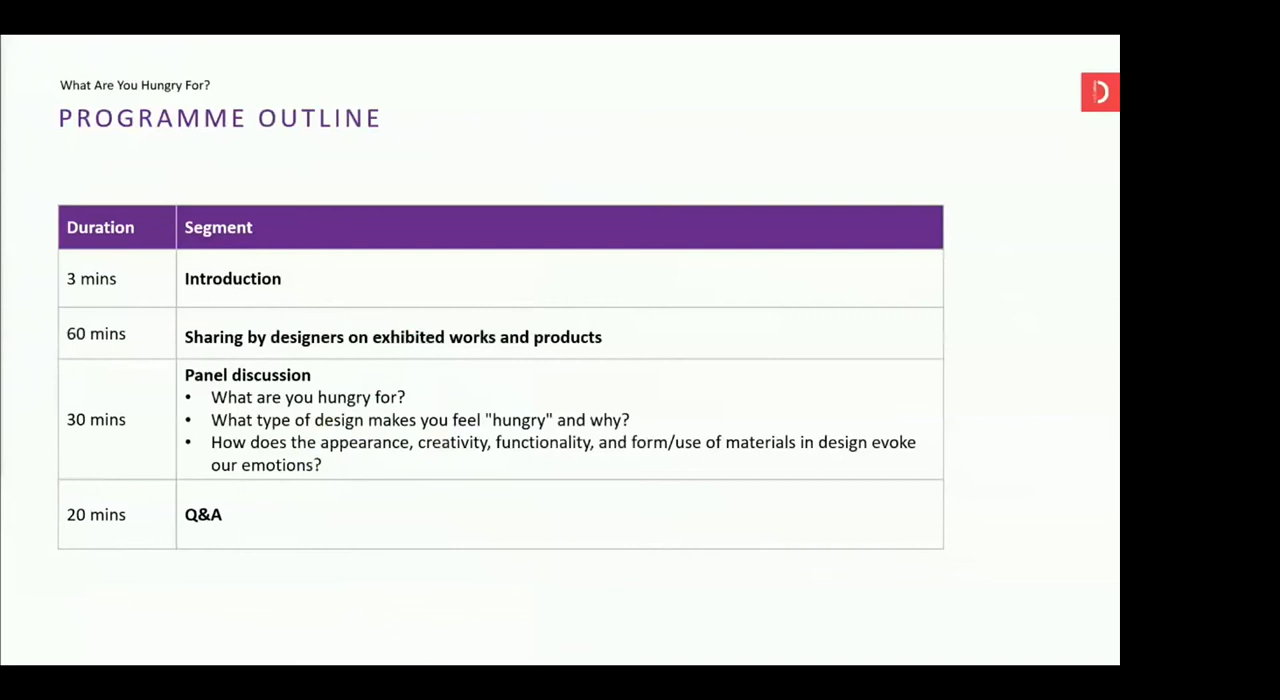 What Are You Hungry For?
PROGRAMME OUTLINE
Duration Segment
3 mins Introduction
60 mins Sharing by designers on exhibited works and products
Panel discussion
• What are you hungry for?
30 mins • What type of design makes you feel "hungry" and why?
• How does the appearance, creativity, functionality, and form/use of materials in design evoke
our emotions?
20 mins Q&A